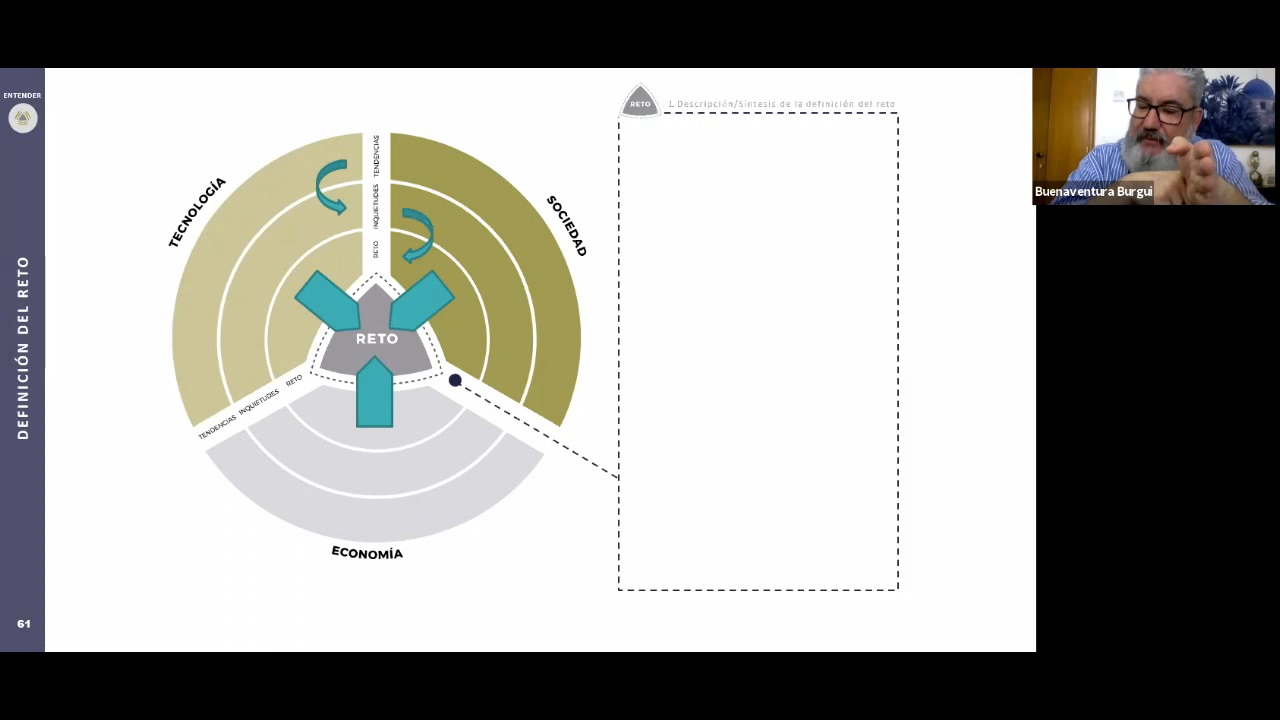 ENTENDER
DEFINICIÓN DEL RETO
61
TECNOLOGÍA
SOCIEDAD
ECONOMÍA
TENDENCIAS
INQUIETUDES
RETO
TENDENCIAS INQUIETUDES RETO
RETO
RETO
1. Descripción/Síntesis de la definición del reto
Buenaventura Burgui